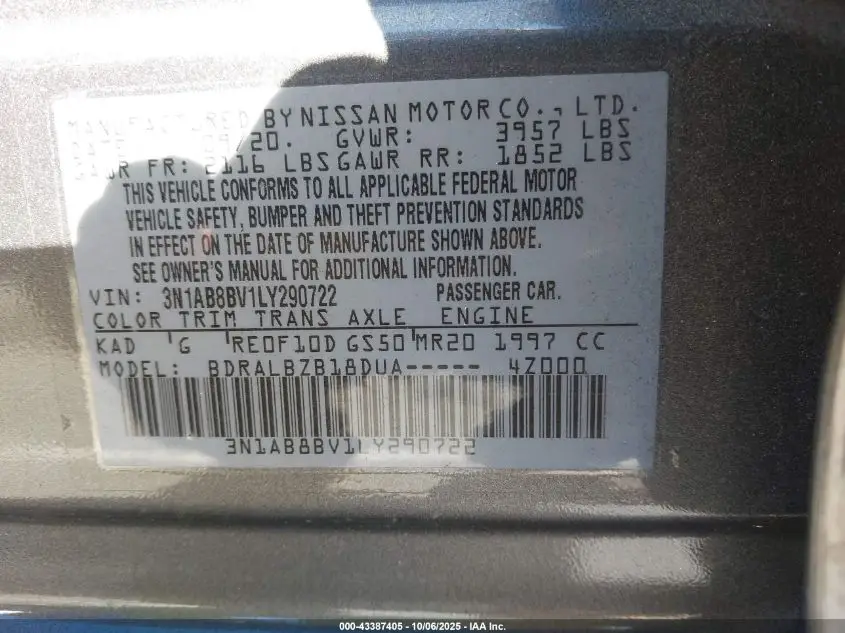 MANUFACTURED BY NISSAN MOTOR CO., LTD.
DATE: 20. GVWR: 3957 LBS
GAWR FR: 2116 LBS GAWR RR: 1852 LBS
THIS VEHICLE CONFORMS TO ALL APPLICABLE FEDERAL MOTOR
VEHICLE SAFETY, BUMPER AND THEFT PREVENTION STANDARDS
IN EFFECT ON THE DATE OF MANUFACTURE SHOWN ABOVE.
SEE OWNER'S MANUAL FOR ADDITIONAL INFORMATION.
VIN: 3N1AB8BV1LY290722 PASSENGER CAR.
COLOR TRIM TRANS AXLE ENGINE
KAD G RE0F10D GS50 MR20 1997 CC
MODEL: BDRALBZB18DUA----- 4Z000
3N1AB8BV1LY290722
000-43387405 - 10/06/2025 - IAA Inc.